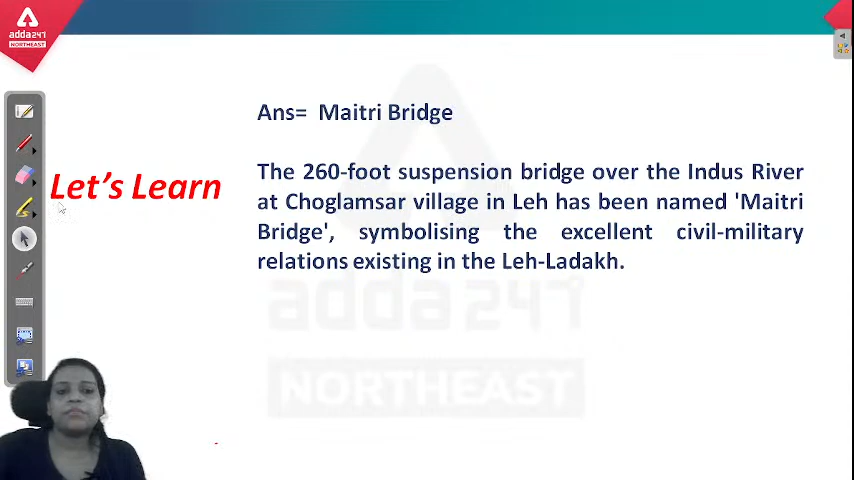 adda247
NORTHEAST
Ans= Maitri Bridge
Let's Learn
The 260-foot suspension bridge over the Indus River
at Choglamsar village in Leh has been named 'Maitri
Bridge', symbolising the excellent civil-military
relations existing in the Leh-Ladakh.
adda247
NORTHEAST